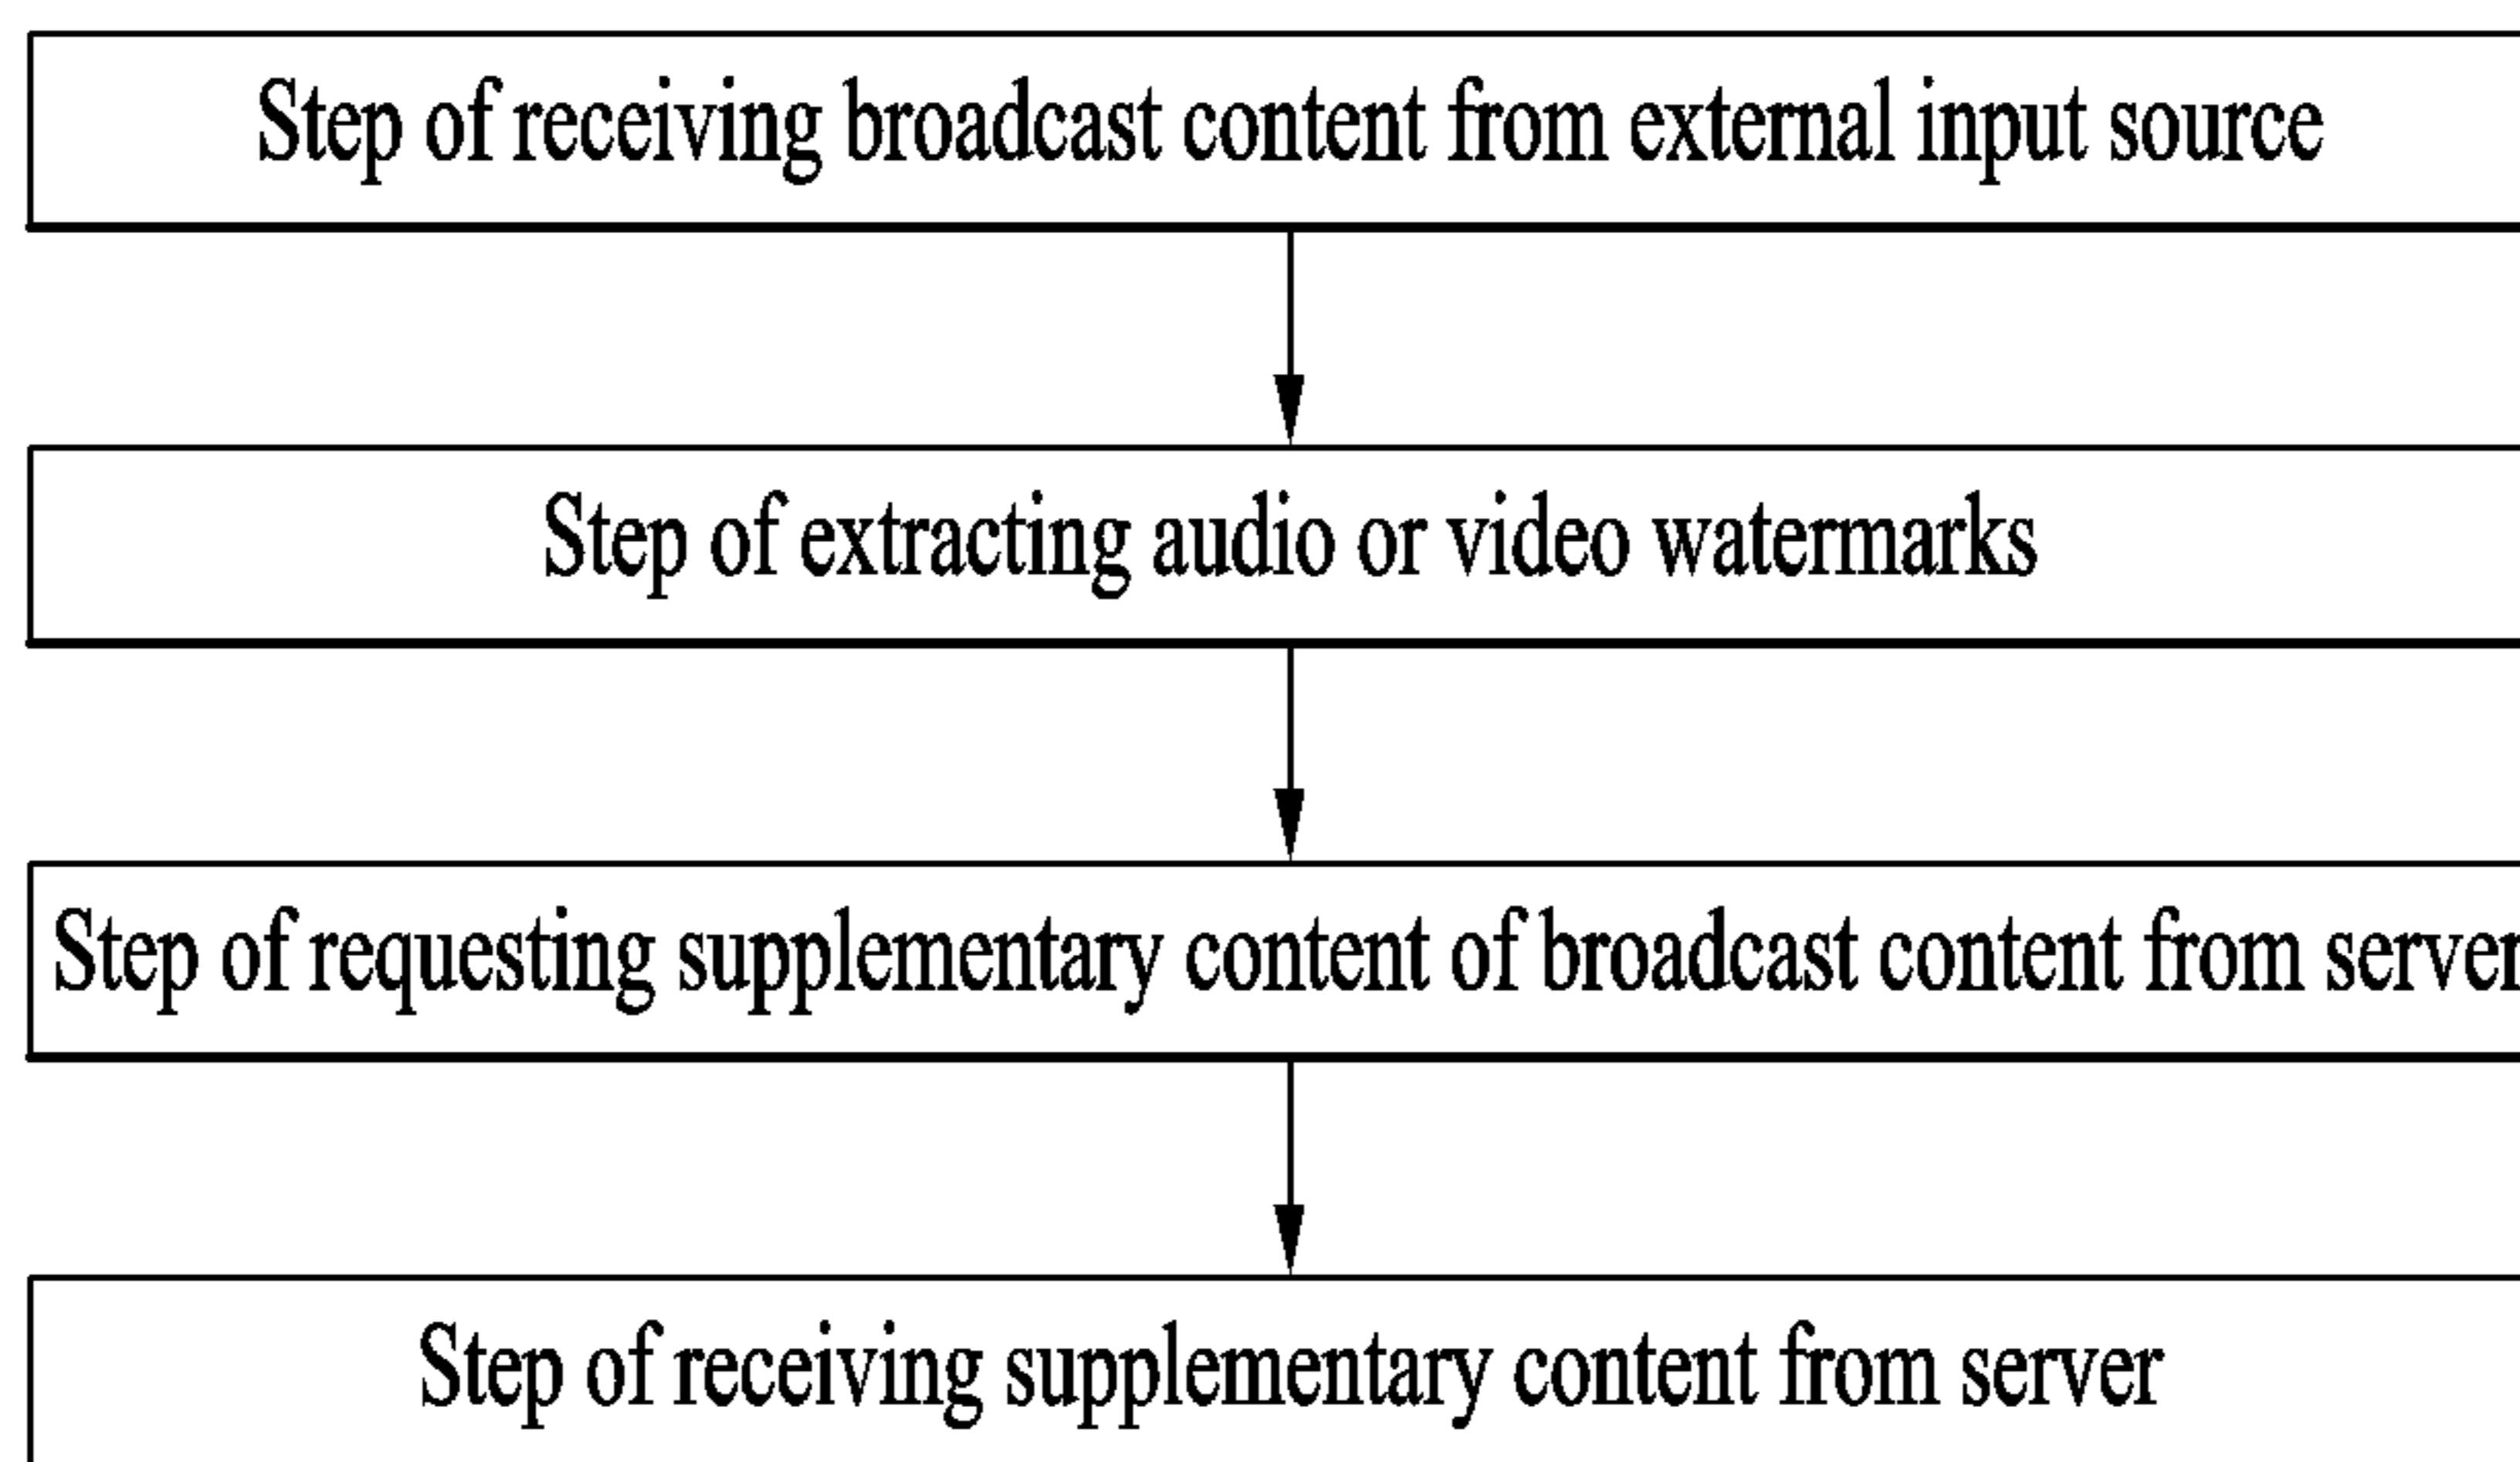 Step of receiving broadcast content from external input source
Step of extracting audio or video watermarks
Step of requesting supplementary content of broadcast content from server
Step of receiving supplementary content from server